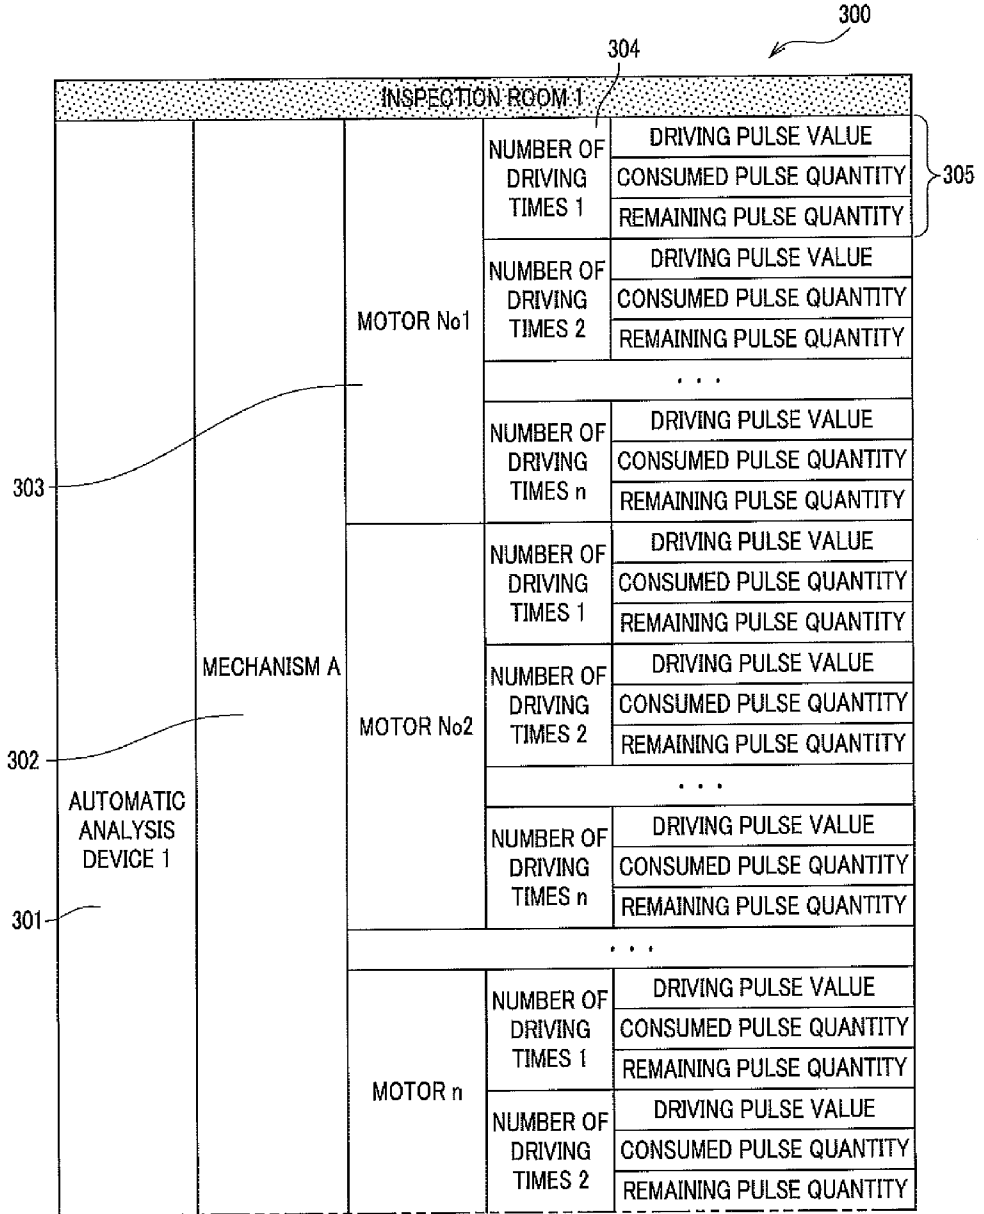 300
304
INSPECTION ROOM 1
NUMBER OF
DRIVING
TIMES 1
DRIVING PULSE VALUE
CONSUMED PULSE QUANTITY
REMAINING PULSE QUANTITY
305
MOTOR No1
NUMBER OF
DRIVING
TIMES 2
DRIVING PULSE VALUE
CONSUMED PULSE QUANTITY
REMAINING PULSE QUANTITY
...
NUMBER OF
DRIVING
TIMES n
DRIVING PULSE VALUE
CONSUMED PULSE QUANTITY
REMAINING PULSE QUANTITY
303
MECHANISM A
MOTOR No2
NUMBER OF
DRIVING
TIMES 1
DRIVING PULSE VALUE
CONSUMED PULSE QUANTITY
REMAINING PULSE QUANTITY
NUMBER OF
DRIVING
TIMES 2
DRIVING PULSE VALUE
CONSUMED PULSE QUANTITY
REMAINING PULSE QUANTITY
302
...
AUTOMATIC
ANALYSIS
DEVICE 1
NUMBER OF
DRIVING
TIMES n
DRIVING PULSE VALUE
CONSUMED PULSE QUANTITY
REMAINING PULSE QUANTITY
301
...
MOTOR n
NUMBER OF
DRIVING
TIMES 1
DRIVING PULSE VALUE
CONSUMED PULSE QUANTITY
REMAINING PULSE QUANTITY
NUMBER OF
DRIVING
TIMES 2
DRIVING PULSE VALUE
CONSUMED PULSE QUANTITY
REMAINING PULSE QUANTITY